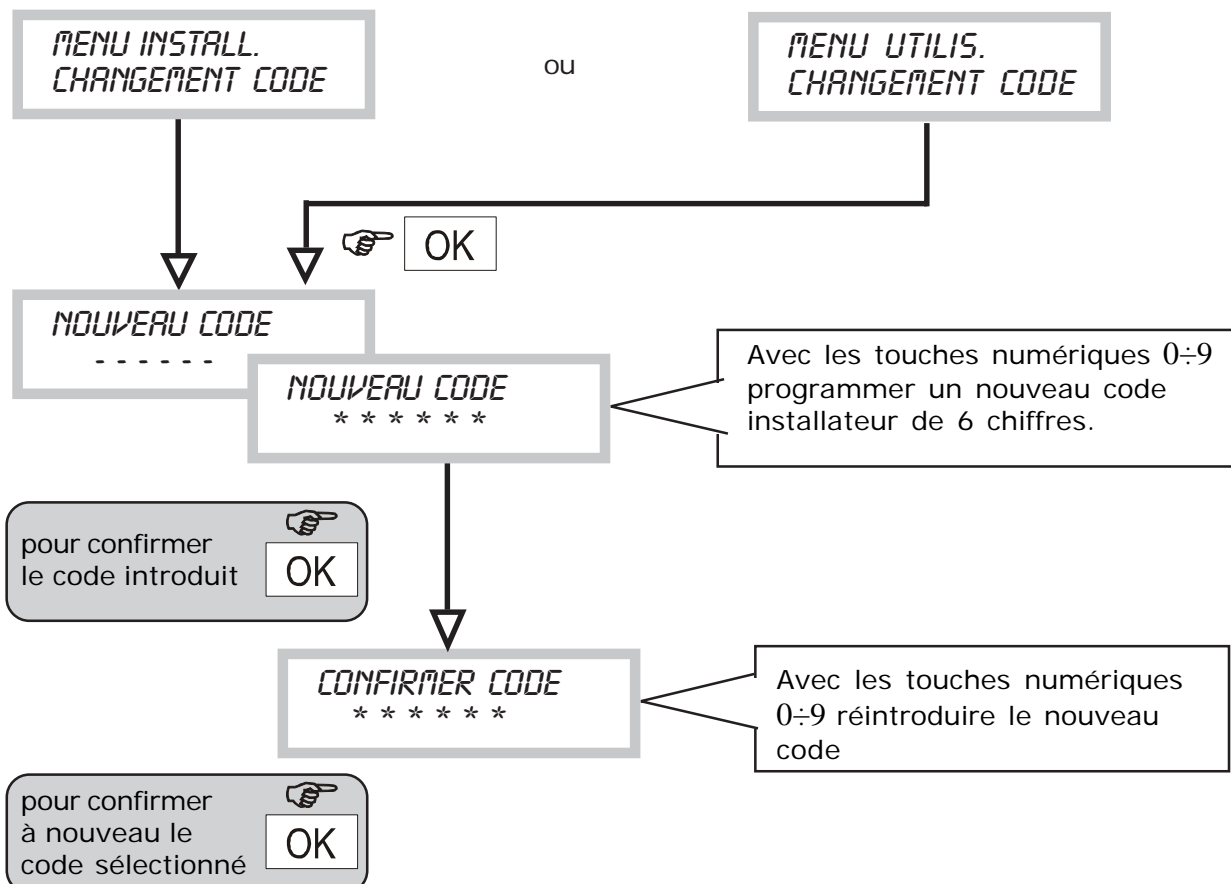 MENU INSTALL.
CHANGEMENT CODE
ou
MENU UTILIS.
CHANGEMENT CODE
OK
NOUVEAU CODE
- - - - - -
NOUVEAU CODE
* * * * * *
Avec les touches numériques 0÷9
programmer un nouveau code
installateur de 6 chiffres.
pour confirmer
le code introduit
OK
CONFIRMER CODE
* * * * * *
Avec les touches numériques
0÷9 réintroduire le nouveau
code
pour confirmer
à nouveau le
code sélectionné
OK